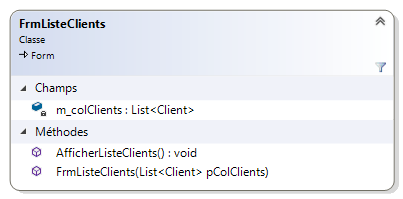 FrmListeClients
Classe
Form
Champs
m_colClients : List<Client>
Méthodes
AfficherListeClients() : void
FrmListeClients(List<Client> pColClients)